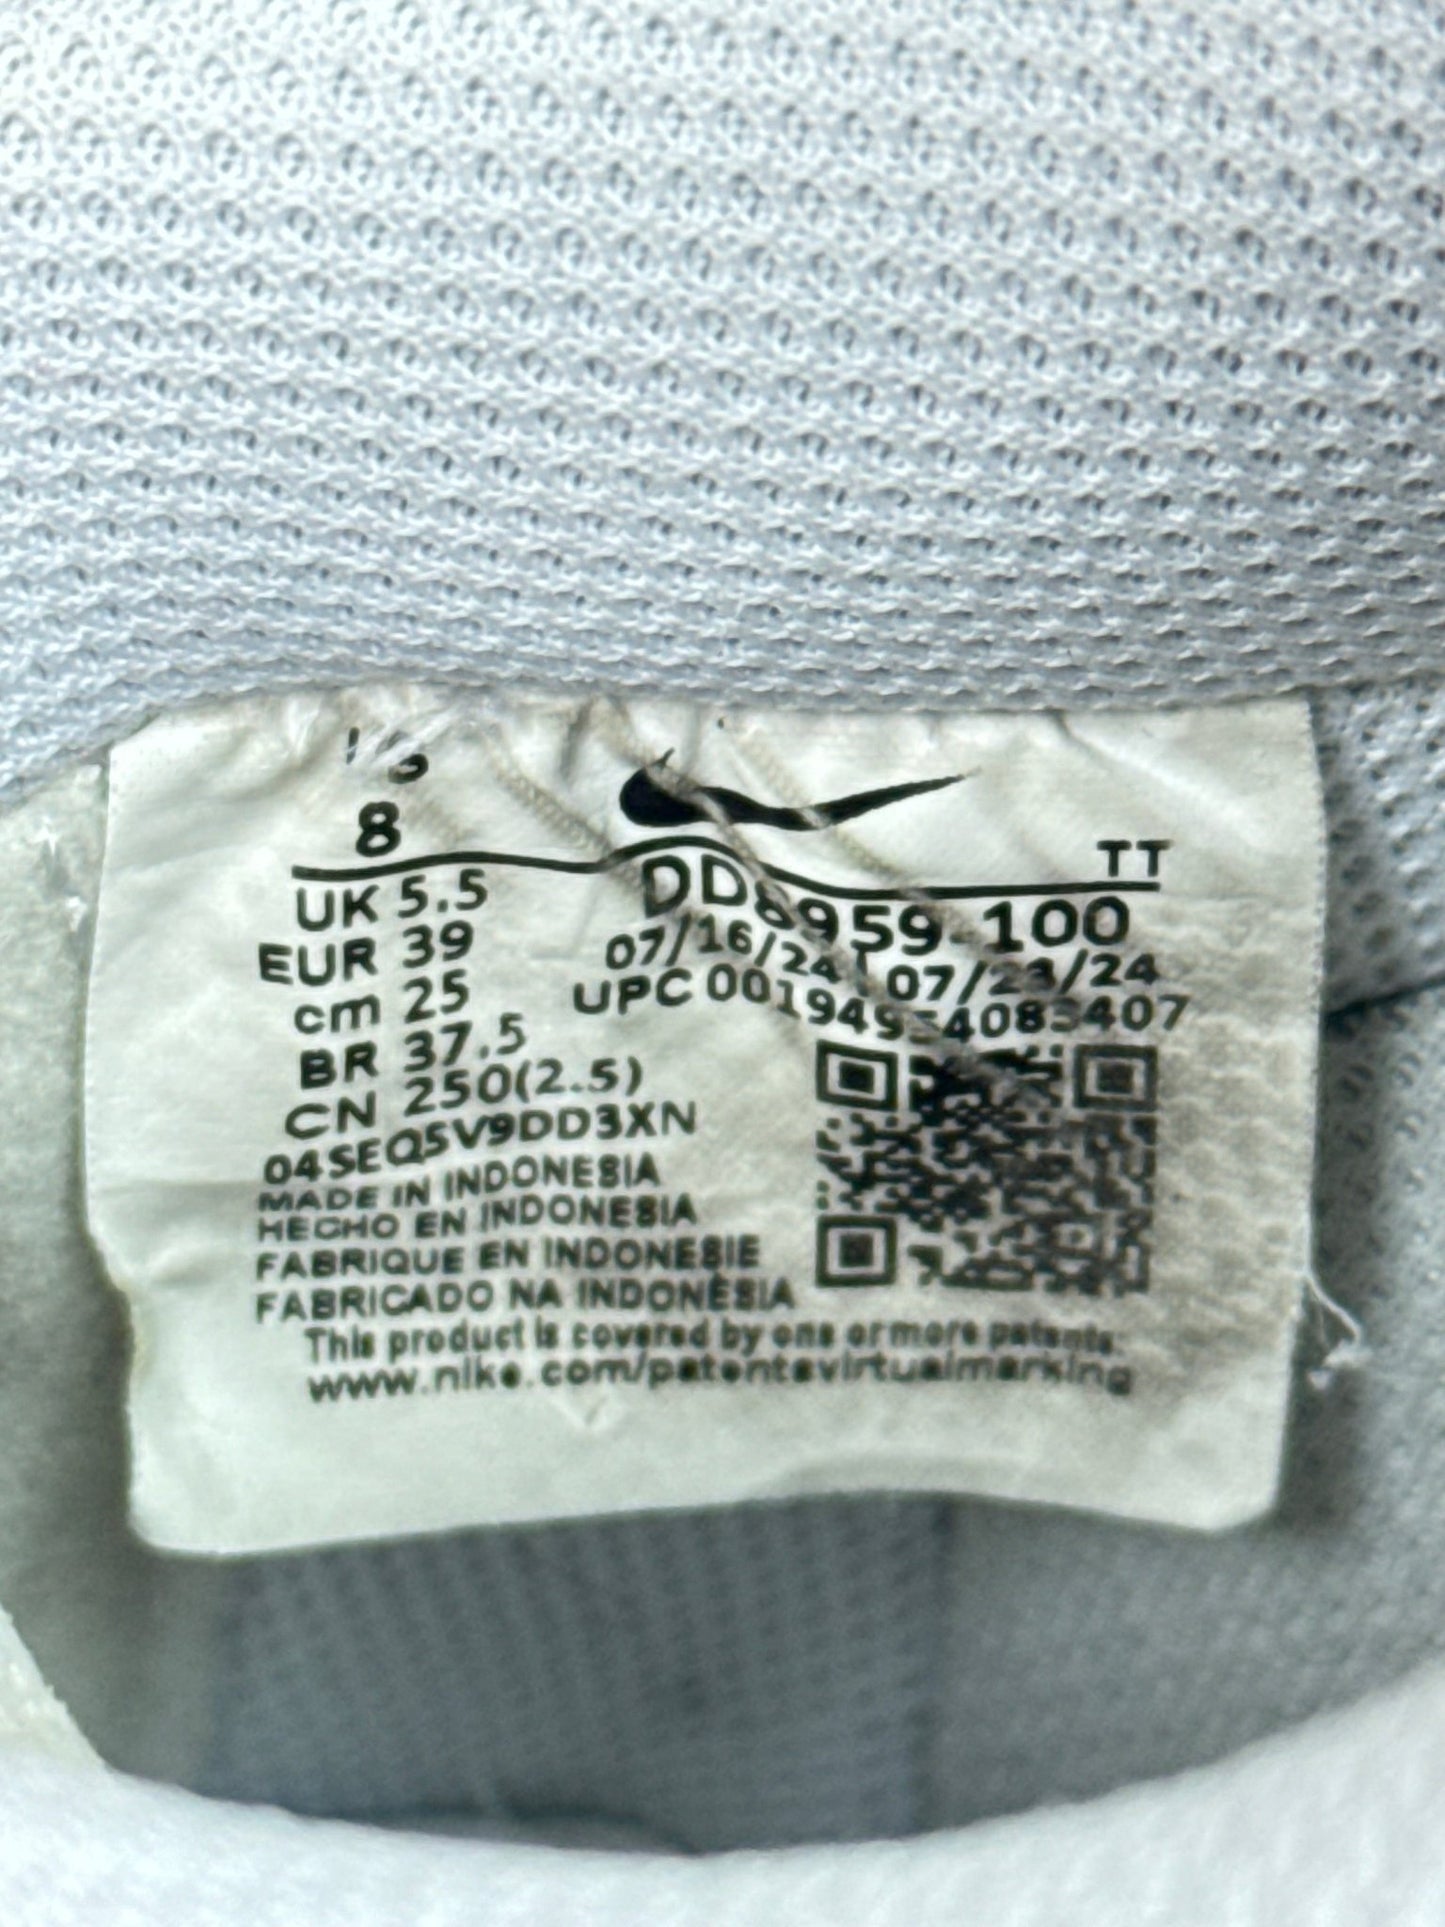 8
TT
UK 5.5
DD8959-100
EUR 39
07/16/24 07/23/24
cm 25
UPC
BR 37,5
CN 250(2.5)
04SEQ5V9DD3XN
MADE IN INDONESIA
HECHO EN INDONESIA
FABRIQUE EN INDONESIE
FABRICADO NA INDONÉSIA
This product is covered by one or more patents.
www.nike.com/patentsvirtualmarking